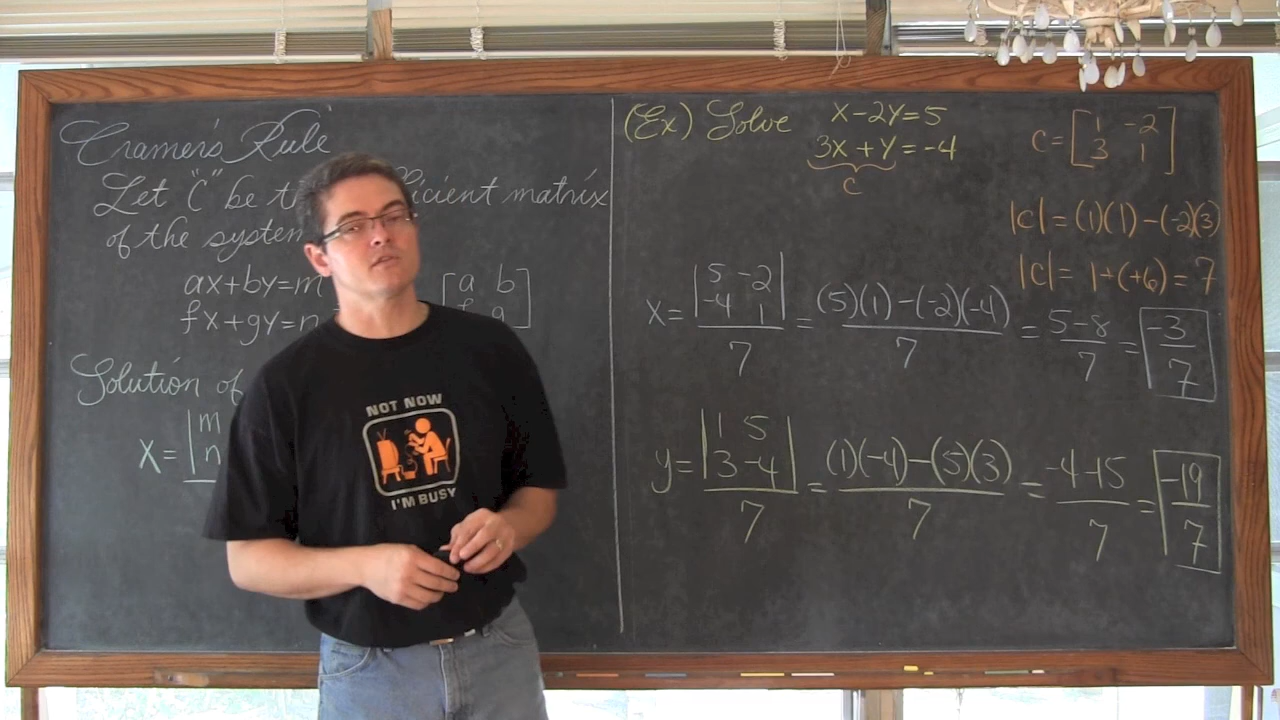 Cramer's Rule
Let "C" be the icient matrix
of the system
ax+by=m [a b]
fx+gy=n g]
Solution of
x= |m
n
NOT NOW
I'M BUSY
(Ex) Solve x-2y=5
3x+y=-4
c
C= [1 -2]
[3 1]
|C|= (1)(1)-(-2)(3)
|C|= 1+(+6)=7
x= |5 -2| = (5)(1)-(-2)(-4) = 5-8 = -3
|-4 1|
7 7 7 7
y= |1 5| = (1)(-4)-(5)(3) = -4-15 = -19
|3 -4|
7 7 7 7